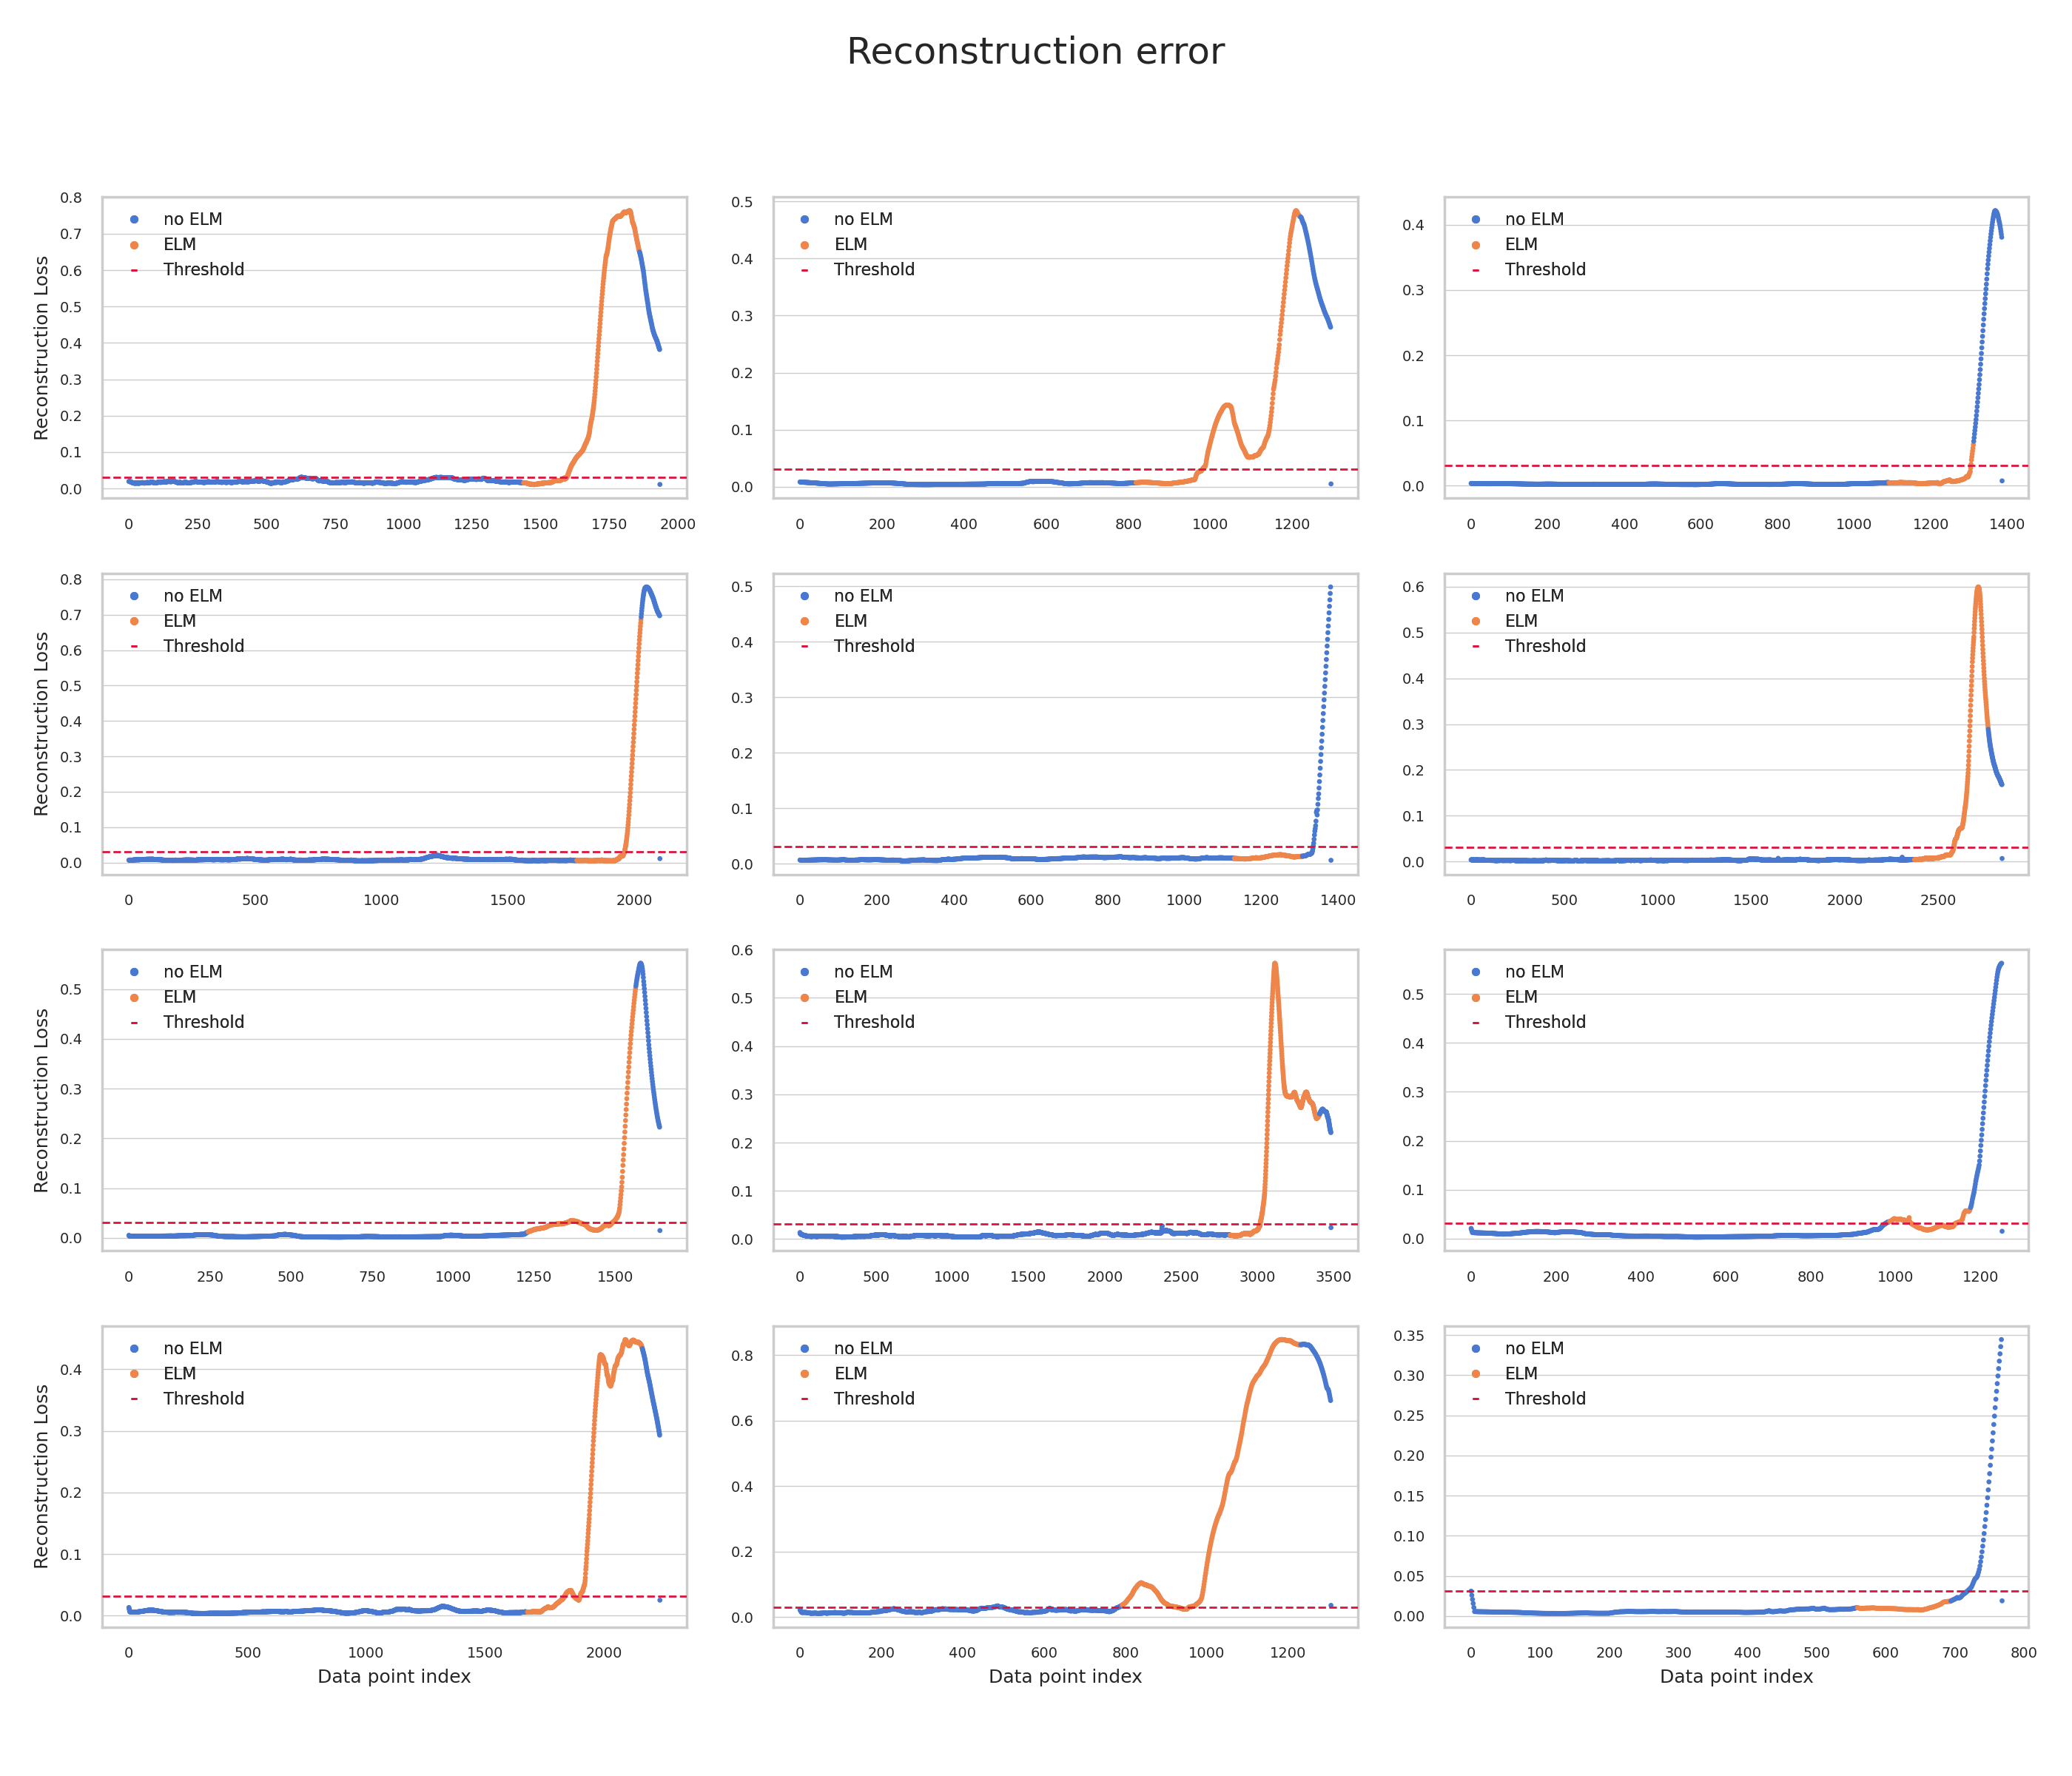 Reconstruction error
Reconstruction Loss
0.8
0.7
0.6
0.5
0.4
0.3
0.2
0.1
0.0
no ELM
ELM
Threshold
0 250 500 750 1000 1250 1500 1750 2000
0.5
0.4
0.3
0.2
0.1
0.0
no ELM
ELM
Threshold
0 200 400 600 800 1000 1200
0.4
0.3
0.2
0.1
0.0
no ELM
ELM
Threshold
0 200 400 600 800 1000 1200 1400
Reconstruction Loss
0.8
0.7
0.6
0.5
0.4
0.3
0.2
0.1
0.0
no ELM
ELM
Threshold
0 500 1000 1500 2000
0.5
0.4
0.3
0.2
0.1
0.0
no ELM
ELM
Threshold
0 200 400 600 800 1000 1200 1400
0.6
0.5
0.4
0.3
0.2
0.1
0.0
no ELM
ELM
Threshold
0 500 1000 1500 2000 2500
Reconstruction Loss
0.5
0.4
0.3
0.2
0.1
0.0
no ELM
ELM
Threshold
0 250 500 750 1000 1250 1500
0.6
0.5
0.4
0.3
0.2
0.1
0.0
no ELM
ELM
Threshold
0 500 1000 1500 2000 2500 3000 3500
0.5
0.4
0.3
0.2
0.1
0.0
no ELM
ELM
Threshold
0 200 400 600 800 1000 1200
Reconstruction Loss
0.4
0.3
0.2
0.1
0.0
no ELM
ELM
Threshold
0 500 1000 1500 2000
Data point index
0.8
0.6
0.4
0.2
0.0
no ELM
ELM
Threshold
0 200 400 600 800 1000 1200
Data point index
0.35
0.30
0.25
0.20
0.15
0.10
0.05
0.00
no ELM
ELM
Threshold
0 100 200 300 400 500 600 700 800
Data point index